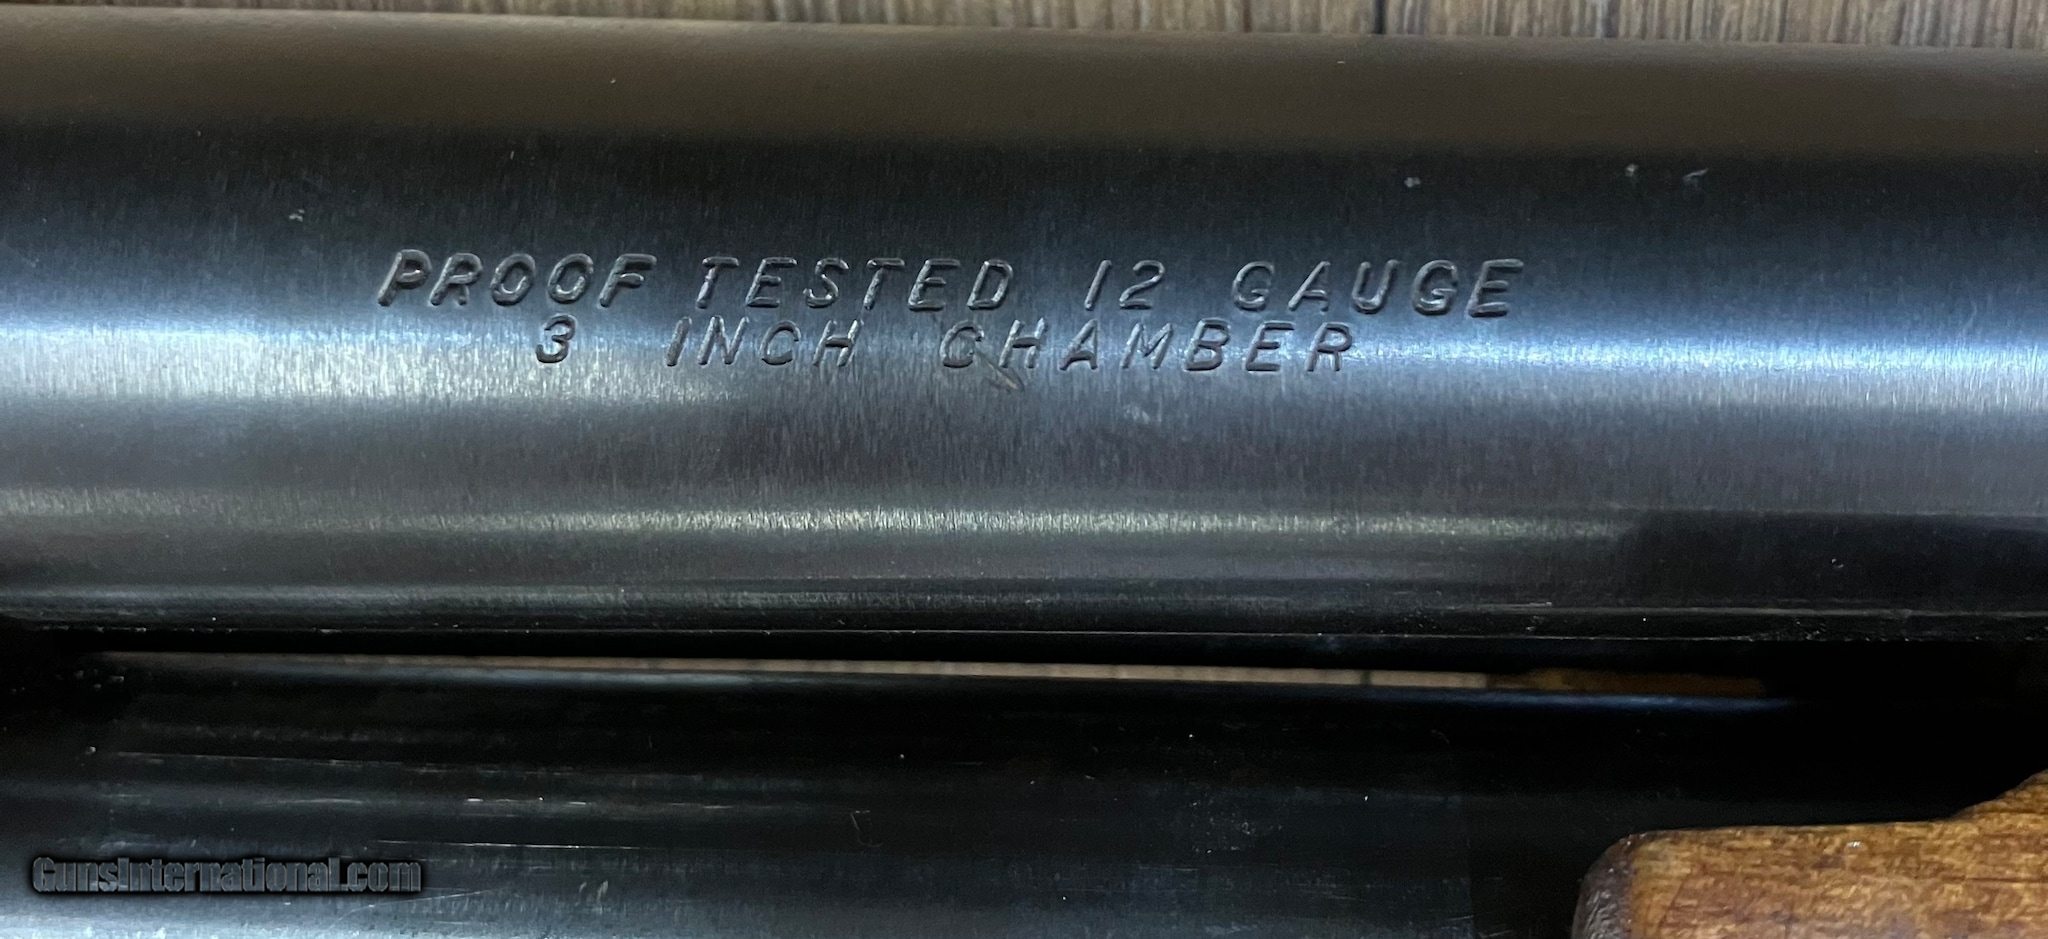 PROOF TESTED 12 GAUGE
3 INCH CHAMBER
GunsInternational.com